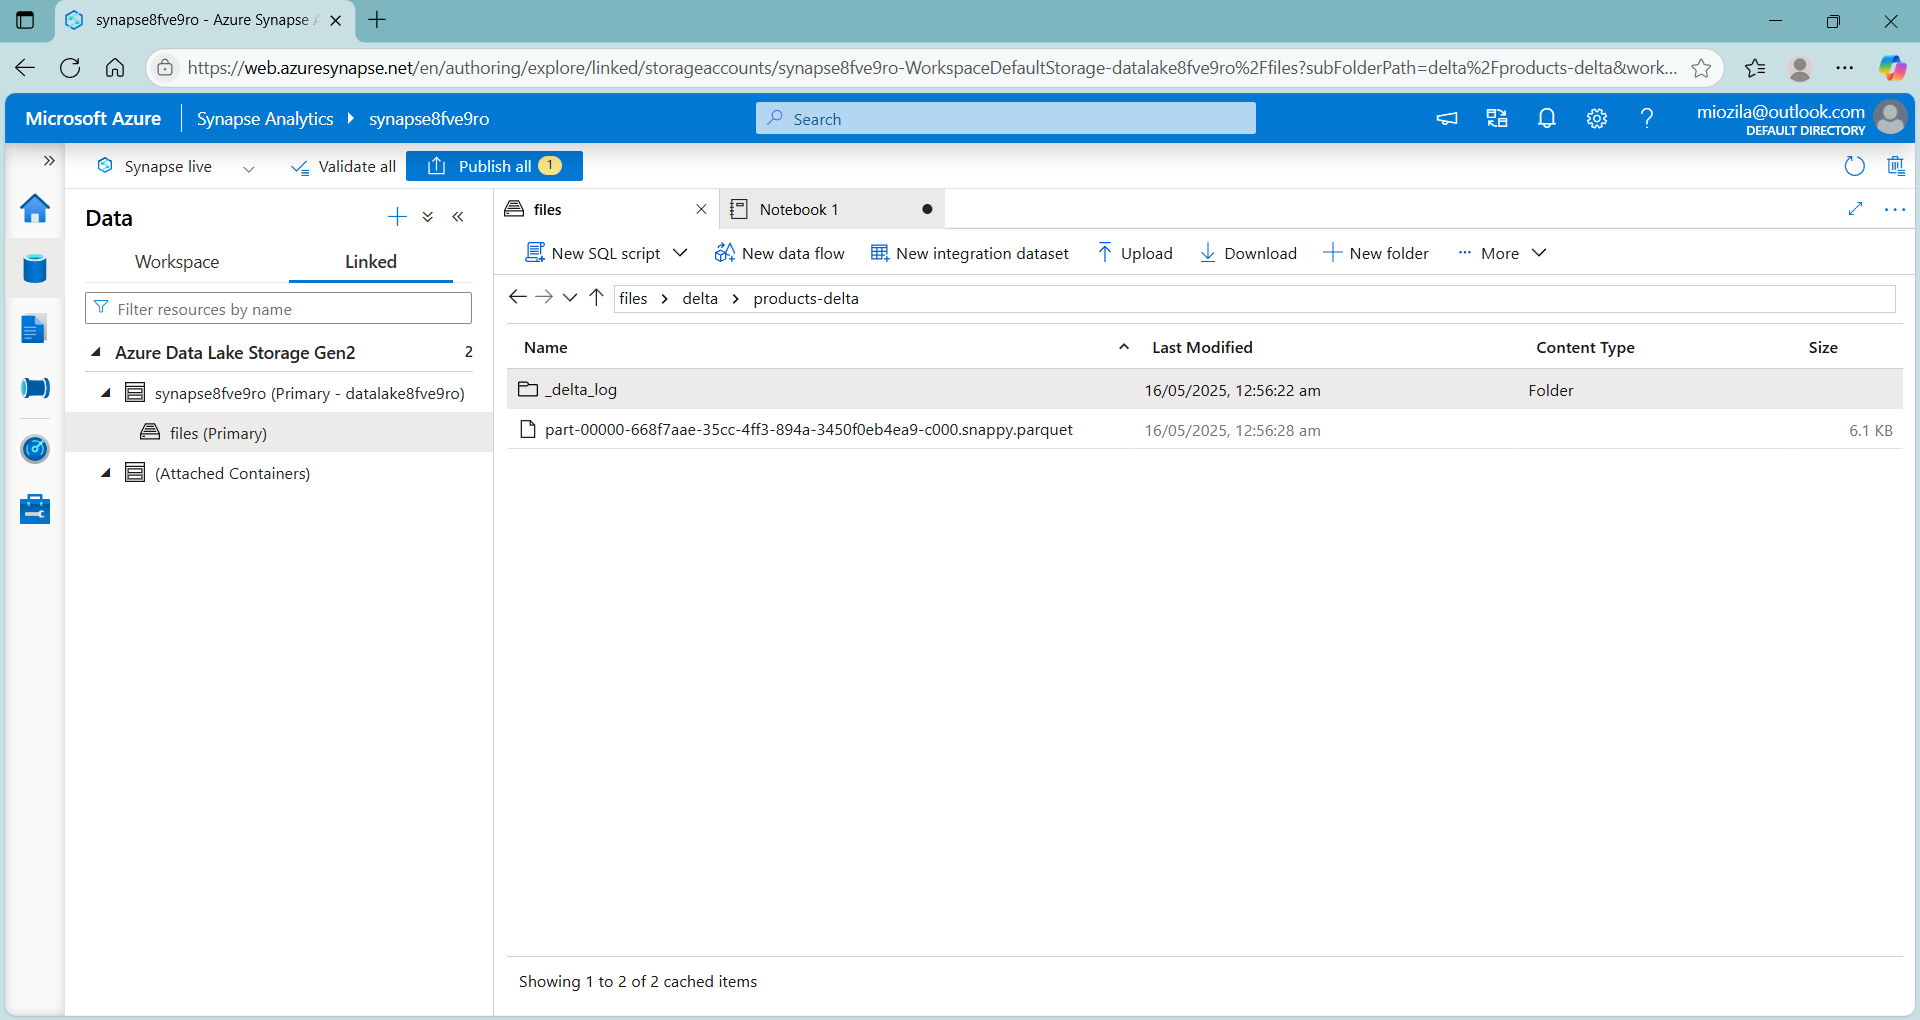 synapse8fve9ro - Azure Synapse
https://web.azuresynapse.net/en/authoring/explore/linked/storageaccounts/synapse8fve9ro-WorkspaceDefaultStorage-datalake8fve9ro%2Ffiles?subFolderPath=delta%2Fproducts-delta&work...
Microsoft Azure
Synapse Analytics
synapse8fve9ro
Search
miozila@outlook.com
DEFAULT DIRECTORY
Synapse live
Validate all
Publish all 1
Data
Workspace
Linked
Filter resources by name
Azure Data Lake Storage Gen2 2
synapse8fve9ro (Primary - datalake8fve9ro)
files (Primary)
(Attached Containers)
files
Notebook 1
New SQL script
New data flow
New integration dataset
Upload
Download
New folder
More
files > delta > products-delta
Name Last Modified Content Type Size
_delta_log 16/05/2025, 12:56:22 am Folder
part-00000-668f7aae-35cc-4ff3-894a-3450f0eb4ea9-c000.snappy.parquet 16/05/2025, 12:56:28 am 6.1 KB
Showing 1 to 2 of 2 cached items